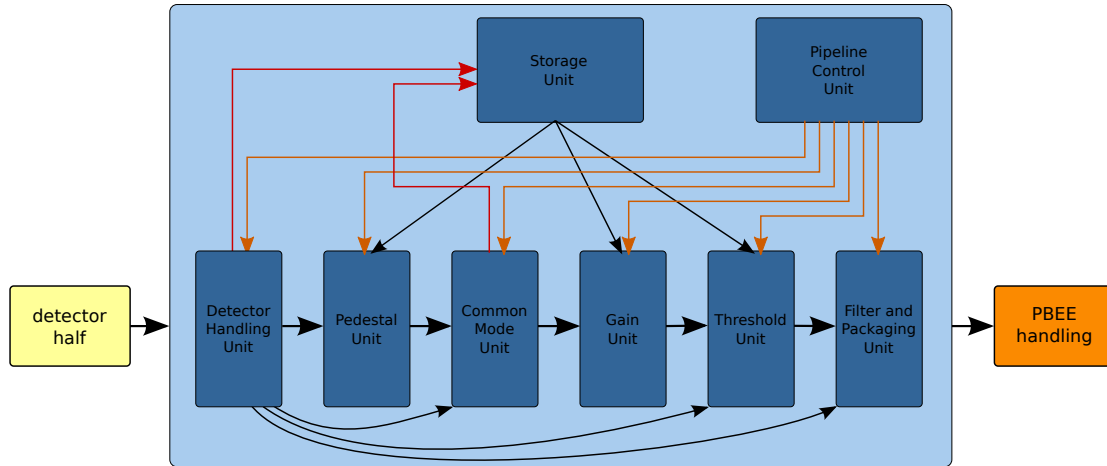 Storage
Unit
Pipeline
Control
Unit
detector
half
Detector
Handling
Unit
Pedestal
Unit
Common
Mode
Unit
Gain
Unit
Threshold
Unit
Filter and
Packaging
Unit
PBEE
handling